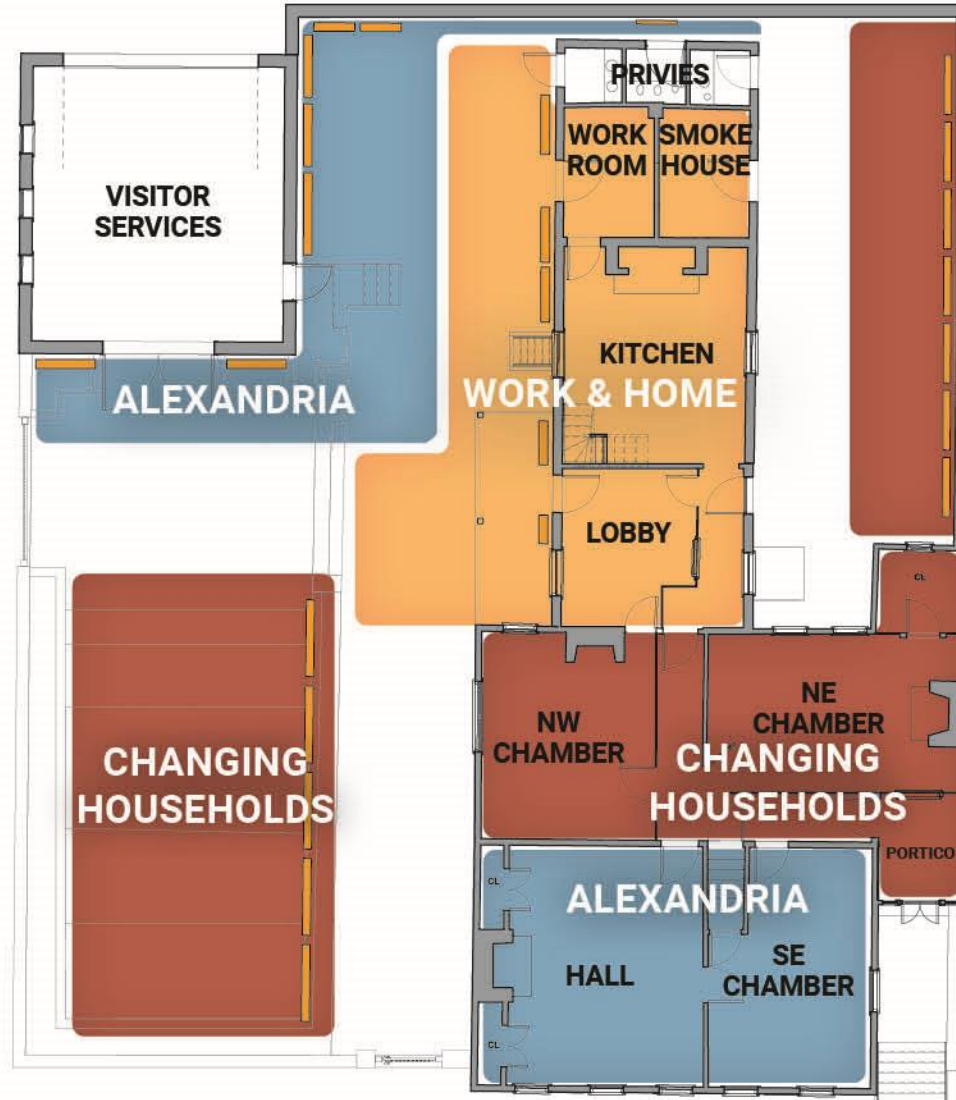 PRIVIES
WORK
ROOM
SMOKE
HOUSE
VISITOR
SERVICES
KITCHEN
ALEXANDRIA
WORK & HOME
LOBBY
CL
NW
CHAMBER
NE
CHAMBER
CHANGING
HOUSEHOLDS
CHANGING
HOUSEHOLDS
PORTICO
CL
ALEXANDRIA
HALL
SE
CHAMBER
CL